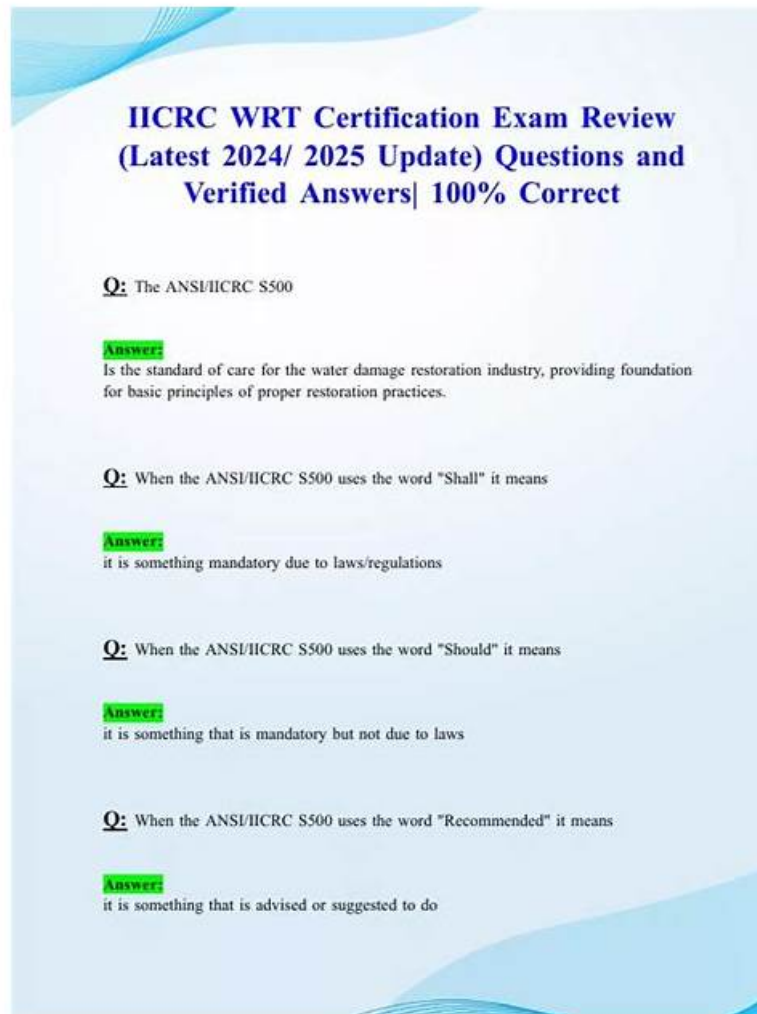 IICRC WRT Certification Exam Review
(Latest 2024/ 2025 Update) Questions and
Verified Answers| 100% Correct
Q: The ANSI/IICRC S500
Answer:
Is the standard of care for the water damage restoration industry, providing foundation
for basic principles of proper restoration practices.
Q: When the ANSI/IICRC S500 uses the word "Shall" it means
Answer:
it is something mandatory due to laws/regulations
Q: When the ANSI/IICRC S500 uses the word "Should" it means
Answer:
it is something that is mandatory but not due to laws
Q: When the ANSI/IICRC S500 uses the word "Recommended" it means
Answer:
it is something that is advised or suggested to do